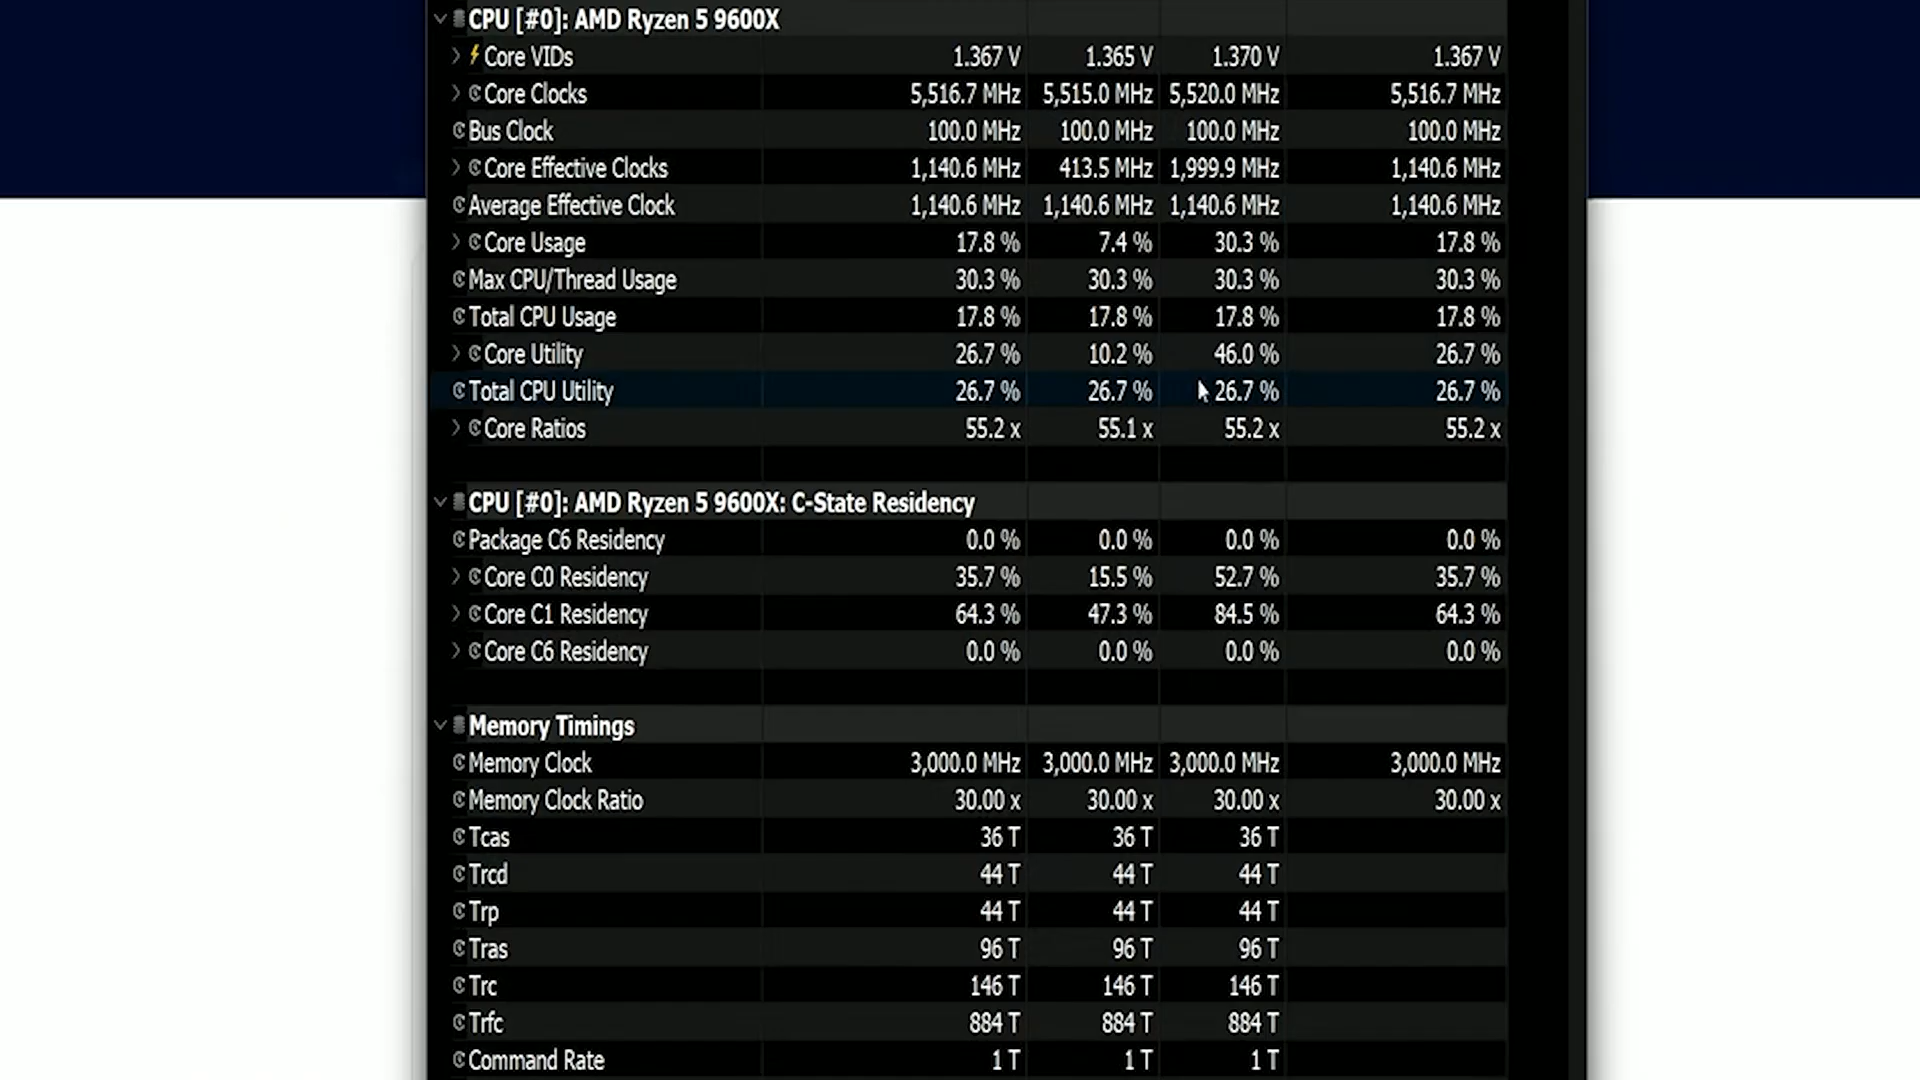 CPU [#0]: AMD Ryzen 5 9600X
Core VIDs 1.367 V 1.365 V 1.370 V 1.367 V
Core Clocks 5,516.7 MHz 5,515.0 MHz 5,520.0 MHz 5,516.7 MHz
Bus Clock 100.0 MHz 100.0 MHz 100.0 MHz 100.0 MHz
Core Effective Clocks 1,140.6 MHz 413.5 MHz 1,999.9 MHz 1,140.6 MHz
Average Effective Clock 1,140.6 MHz 1,140.6 MHz 1,140.6 MHz 1,140.6 MHz
Core Usage 17.8 % 7.4 % 30.3 % 17.8 %
Max CPU/Thread Usage 30.3 % 30.3 % 30.3 % 30.3 %
Total CPU Usage 17.8 % 17.8 % 17.8 % 17.8 %
Core Utility 26.7 % 10.2 % 46.0 % 26.7 %
Total CPU Utility 26.7 % 26.7 % 26.7 % 26.7 %
Core Ratios 55.2 x 55.1 x 55.2 x 55.2 x
CPU [#0]: AMD Ryzen 5 9600X: C-State Residency
Package C6 Residency 0.0 % 0.0 % 0.0 % 0.0 %
Core C0 Residency 35.7 % 15.5 % 52.7 % 35.7 %
Core C1 Residency 64.3 % 47.3 % 84.5 % 64.3 %
Core C6 Residency 0.0 % 0.0 % 0.0 % 0.0 %
Memory Timings
Memory Clock 3,000.0 MHz 3,000.0 MHz 3,000.0 MHz 3,000.0 MHz
Memory Clock Ratio 30.00 x 30.00 x 30.00 x 30.00 x
Tcas 36 T 36 T 36 T
Trcd 44 T 44 T 44 T
Trp 44 T 44 T 44 T
Tras 96 T 96 T 96 T
Trc 146 T 146 T 146 T
Trfc 884 T 884 T 884 T
Command Rate 1 T 1 T 1 T